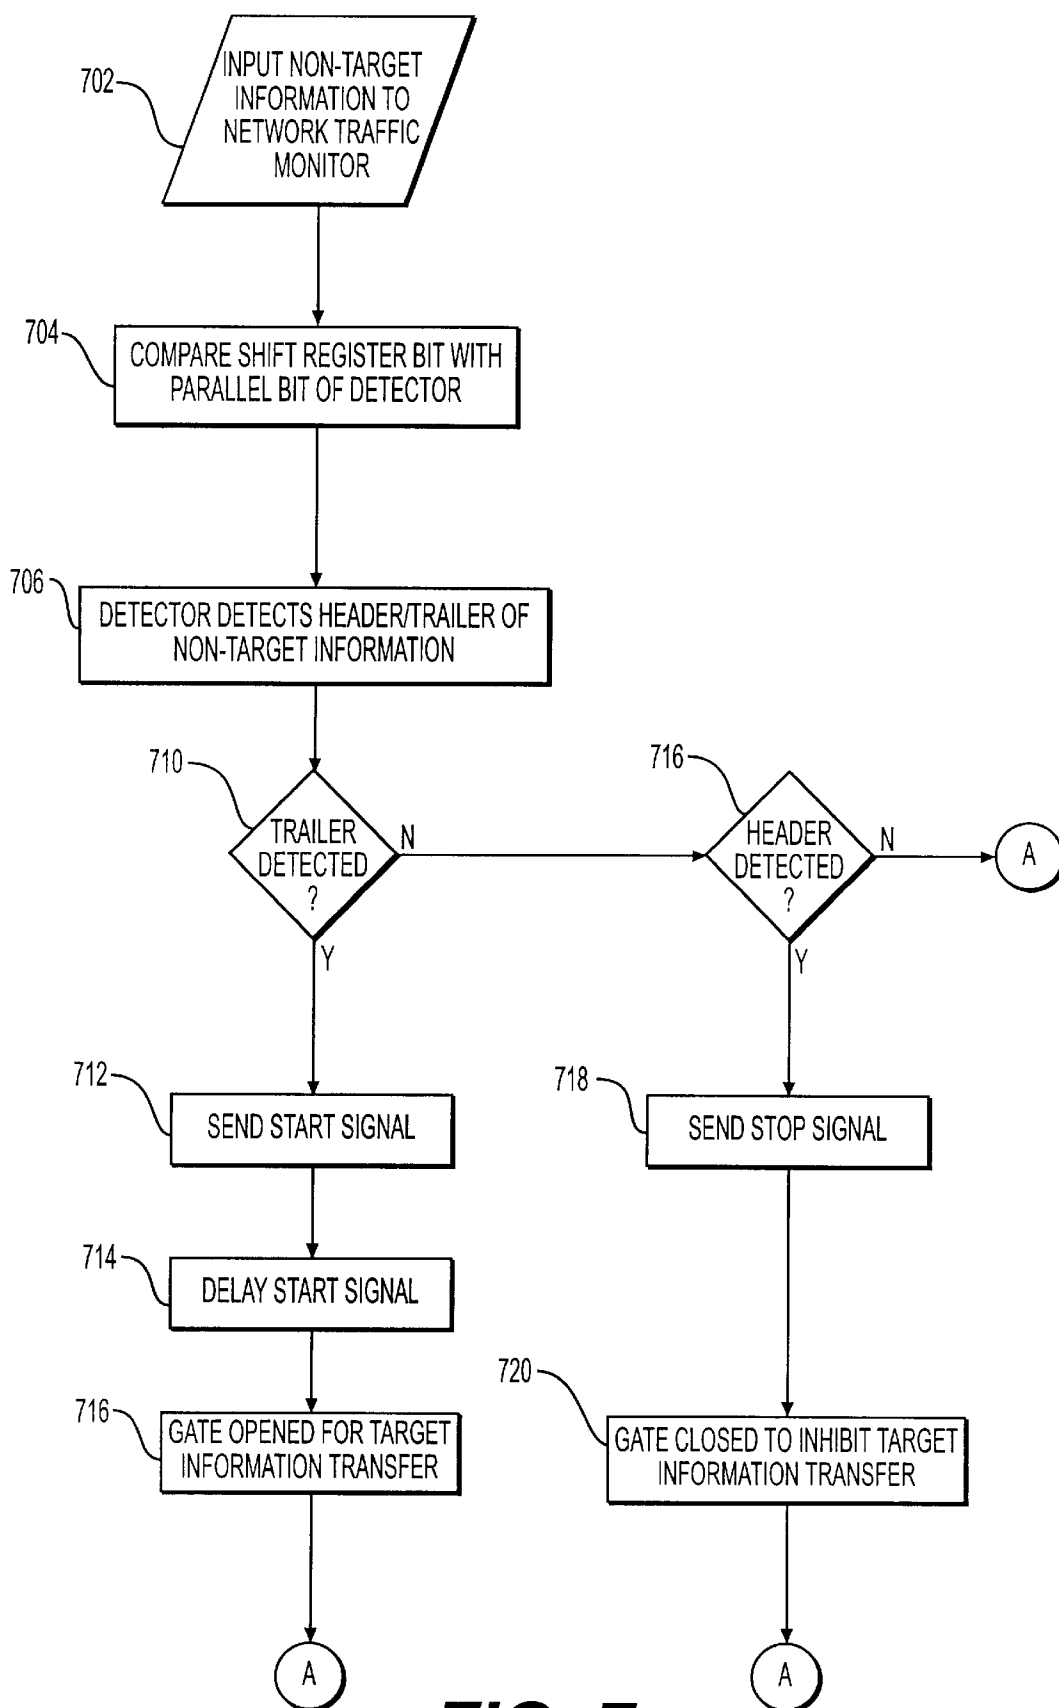 702
INPUT NON-TARGET
INFORMATION TO
NETWORK TRAFFIC
MONITOR
704
COMPARE SHIFT REGISTER BIT WITH
PARALLEL BIT OF DETECTOR
706
DETECTOR DETECTS HEADER/TRAILER OF
NON-TARGET INFORMATION
710
TRAILER
DETECTED
?
N
Y
716
HEADER
DETECTED
?
N
A
Y
712
SEND START SIGNAL
718
SEND STOP SIGNAL
714
DELAY START SIGNAL
716
GATE OPENED FOR TARGET
INFORMATION TRANSFER
720
GATE CLOSED TO INHIBIT TARGET
INFORMATION TRANSFER
A
A